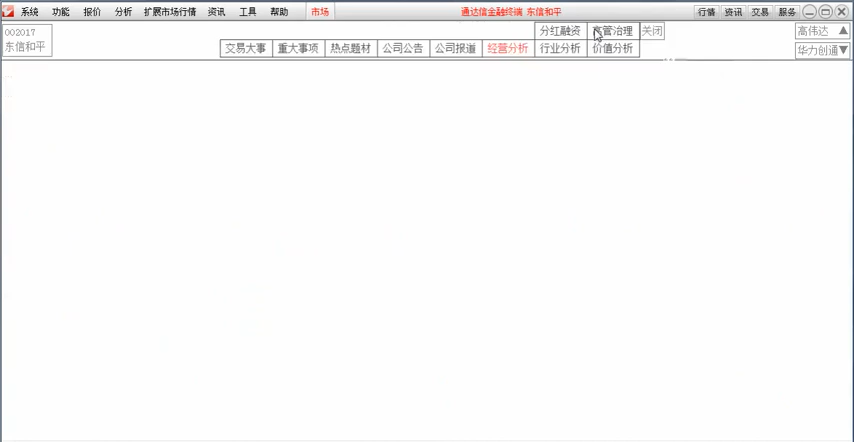 系统 功能 报价 分析 扩展市场行情 资讯 工具 帮助 市场 通达信金融终端 东信和平 行情 资讯 交易 服务
002017
东信和平
分红融资 高管治理 关闭
交易大事 重大事项 热点题材 公司公告 公司报道 经营分析 行业分析 价值分析
高伟达
华力创通